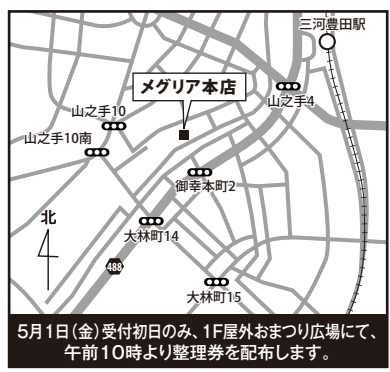 三河豊田駅
メグリア本店
山之手4
山之手10
山之手10南
御幸本町2
北
大林町14
488
大林町15
5月1日(金)受付初日のみ、1F屋外おまつり広場にて、
午前10時より整理券を配布します。